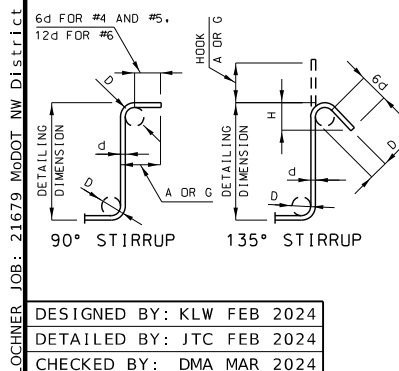 LOCHNER JOB: 21679 MoDOT NW District
6d FOR #4 AND #5.
12d FOR #6
HOOK
A OR G
D
DETAILING
DIMENSION
d
D
A OR G
90° STIRRUP
H
6d
D
DETAILING
DIMENSION
d
D
135° STIRRUP
DESIGNED BY: KLW FEB 2024
DETAILED BY: JTC FEB 2024
CHECKED BY: DMA MAR 2024